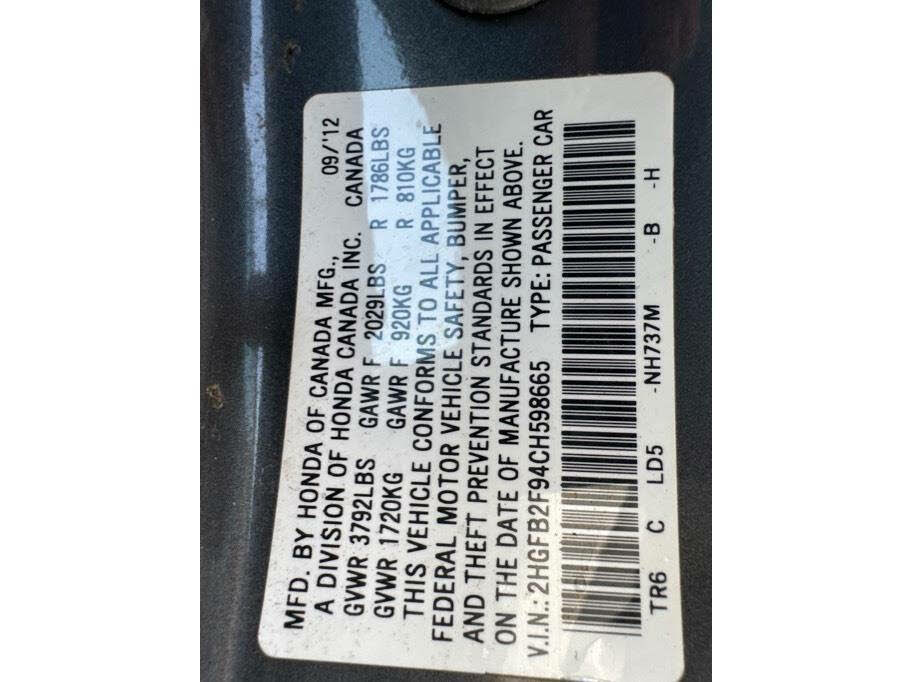 MFD. BY HONDA OF CANADA MFG., 09/'12
A DIVISION OF HONDA CANADA INC. CANADA
GVWR 3792LBS GAWR F 2029LBS R 1786LBS
GVWR 1720KG GAWR F 920KG R 810KG
THIS VEHICLE CONFORMS TO ALL APPLICABLE
FEDERAL MOTOR VEHICLE SAFETY, BUMPER,
AND THEFT PREVENTION STANDARDS IN EFFECT
ON THE DATE OF MANUFACTURE SHOWN ABOVE.
V.I.N.: 2HGFB2F94CH598665 TYPE: PASSENGER CAR
TR6 C LD5 -NH737M -B -H